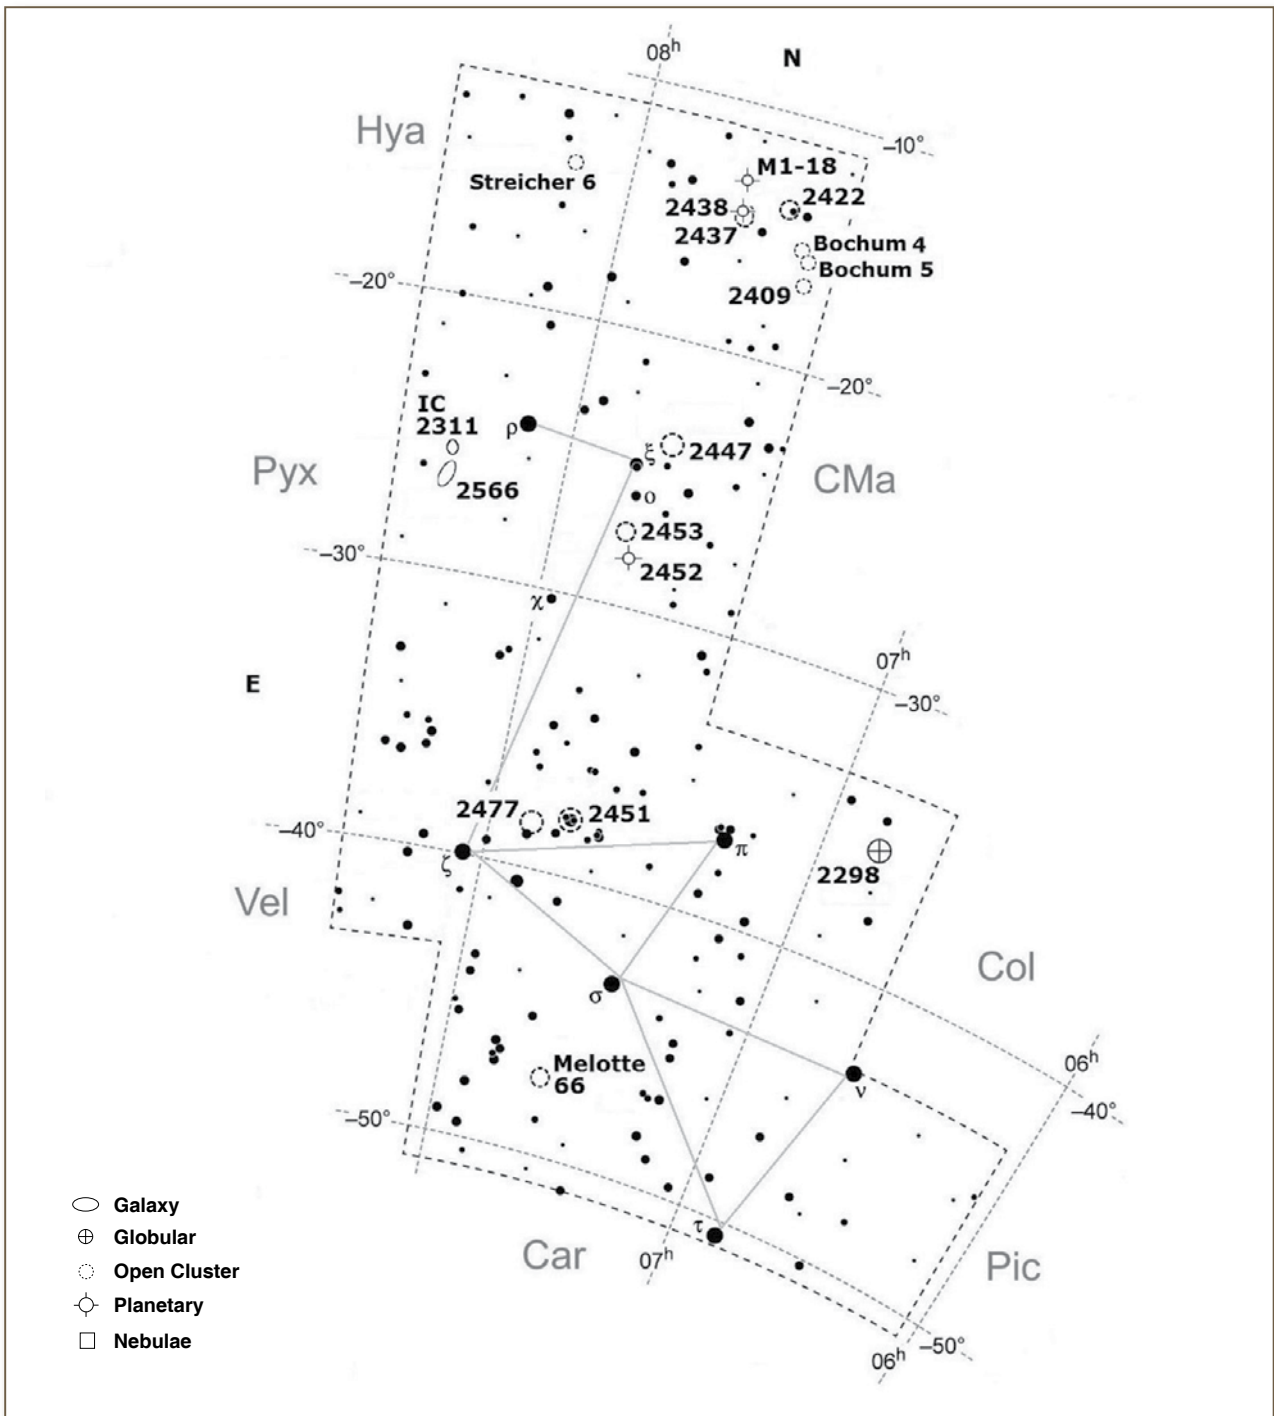 08h
N
Hya
–10°
M1-18
Streicher 6
2422
2438
2437
Bochum 4
Bochum 5
–20°
2409
–20°
IC
2311
ρ
ξ
2447
Pyx
CMa
2566
ο
2453
–30°
2452
χ
07h
E
–30°
2477
2451
–40°
π
ζ
2298
Vel
Col
σ
06h
Melotte
66
ν
–40°
–50°
Galaxy
τ
Globular
Car
07h
Pic
Open Cluster
Planetary
Nebulae
–50°
06h